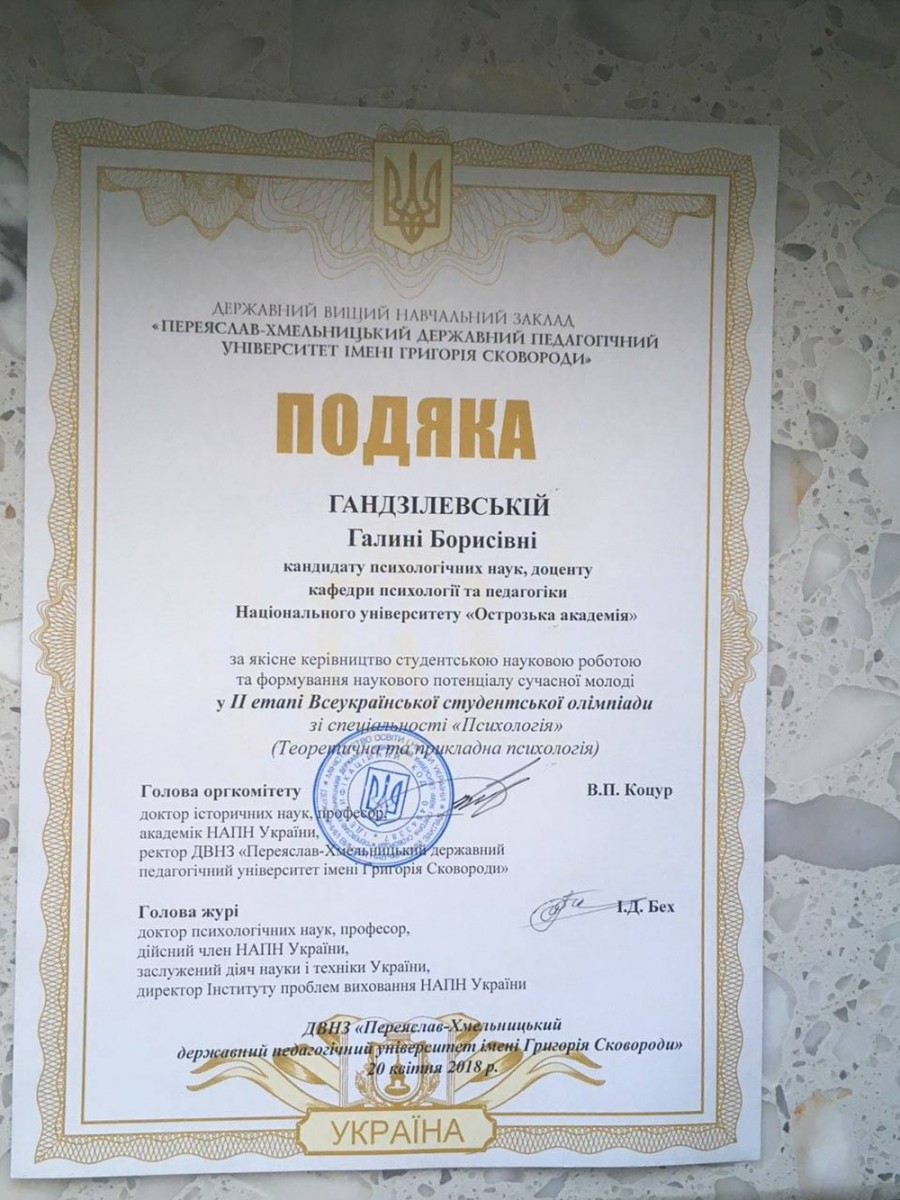 ДЕРЖАВНИЙ ВИЩИЙ НАВЧАЛЬНИЙ ЗАКЛАД
«ПЕРЕЯСЛАВ-ХМЕЛЬНИЦЬКИЙ ДЕРЖАВНИЙ ПЕДАГОГІЧНИЙ
УНІВЕРСИТЕТ ІМЕНІ ГРИГОРІЯ СКОВОРОДИ»
ПОДЯКА
ГАНДЗІЛЕВСЬКІЙ
Галині Борисівні
кандидату психологічних наук, доценту
кафедри психології та педагогіки
Національного університету «Острозька академія»
за якісне керівництво студентською науковою роботою
та формування наукового потенціалу сучасної молоді
у ІІ етапі Всеукраїнської студентської олімпіади
зі спеціальності «Психологія»
(Теоретична та прикладна психологія)
Голова оргкомітету В.П. Коцур
доктор історичних наук, професор,
академік НАПН України,
ректор ДВНЗ «Переяслав-Хмельницький державний
педагогічний університет імені Григорія Сковороди»
Голова журі І.Д. Бех
доктор психологічних наук, професор,
дійсний член НАПН України,
заслужений діяч науки і техніки України,
директор Інституту проблем виховання НАПН України
ДВНЗ «Переяслав-Хмельницький
державний педагогічний університет імені Григорія Сковороди»
20 квітня 2018 р.
УКРАЇНА